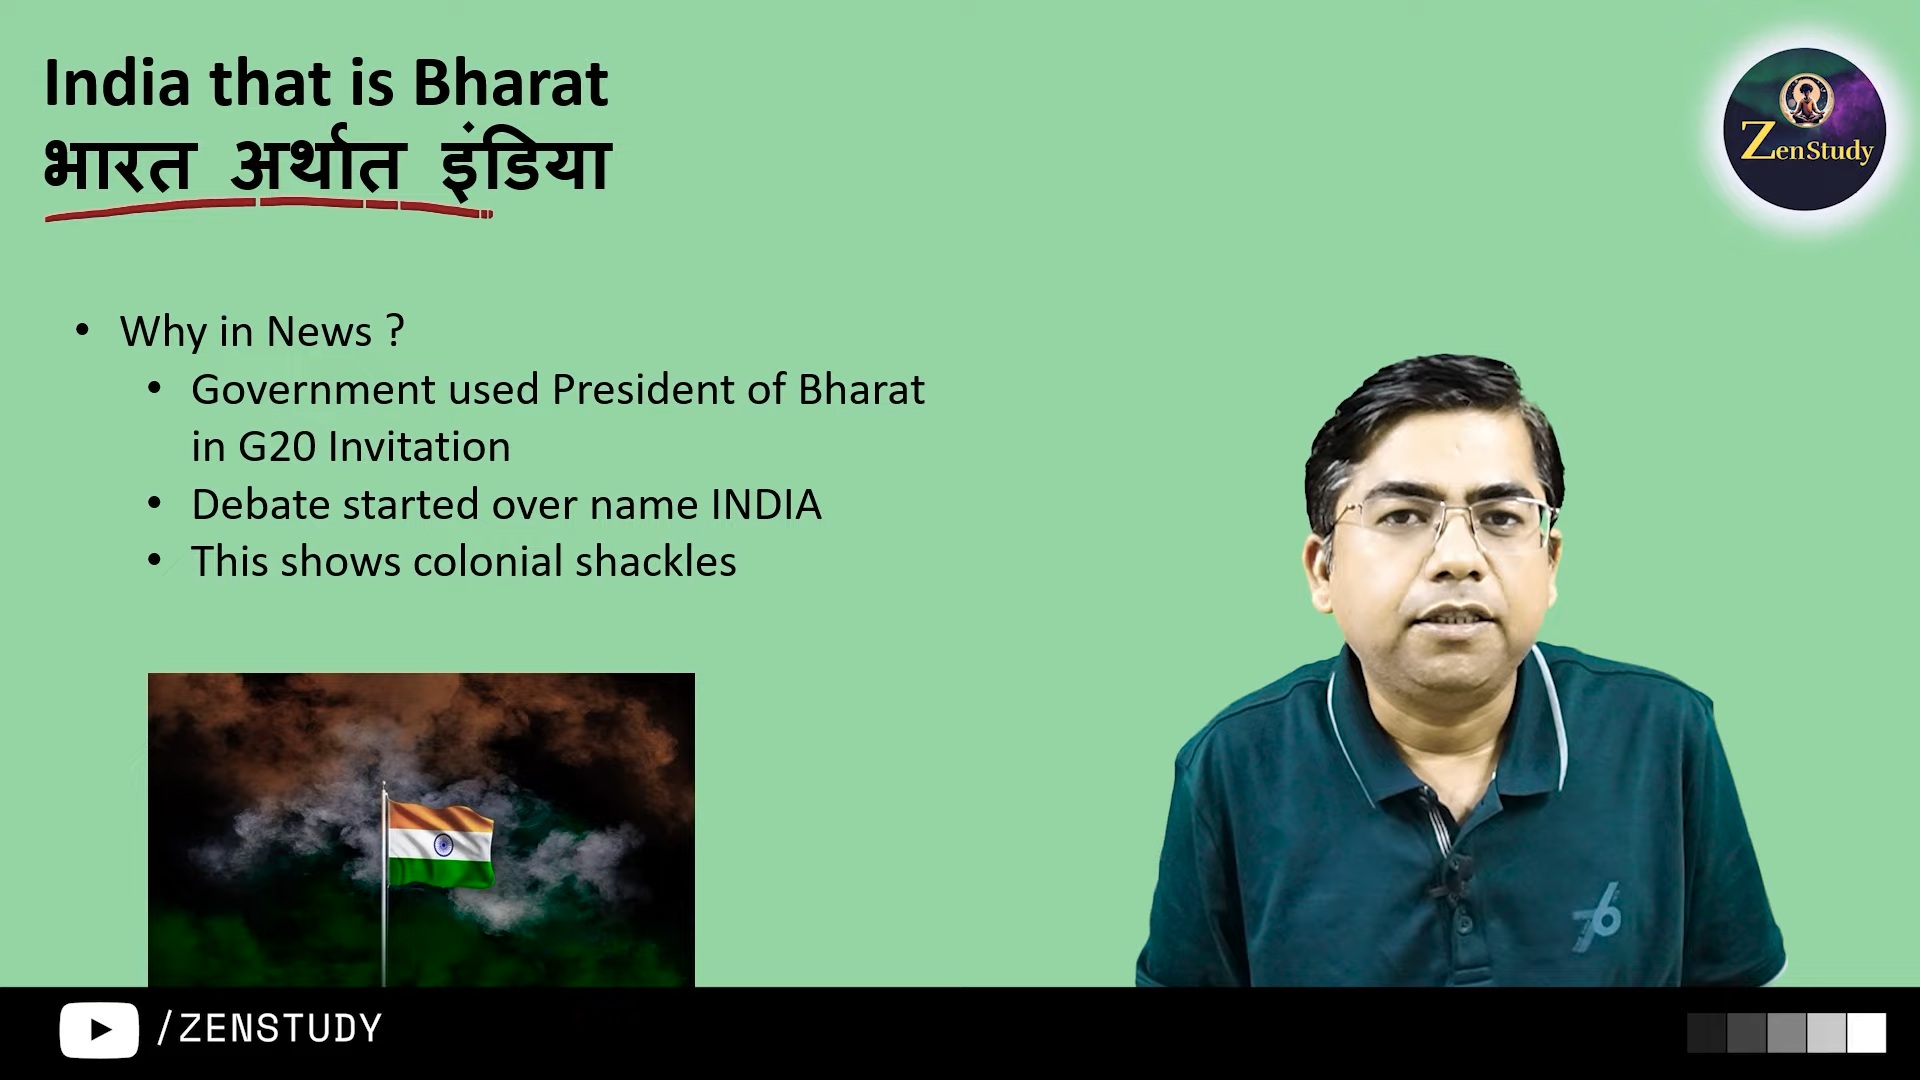 India that is Bharat
भारत अर्थात इंडिया
ZenStudy
• Why in News ?
• Government used President of Bharat
in G20 Invitation
• Debate started over name INDIA
• This shows colonial shackles
76
/ZENSTUDY